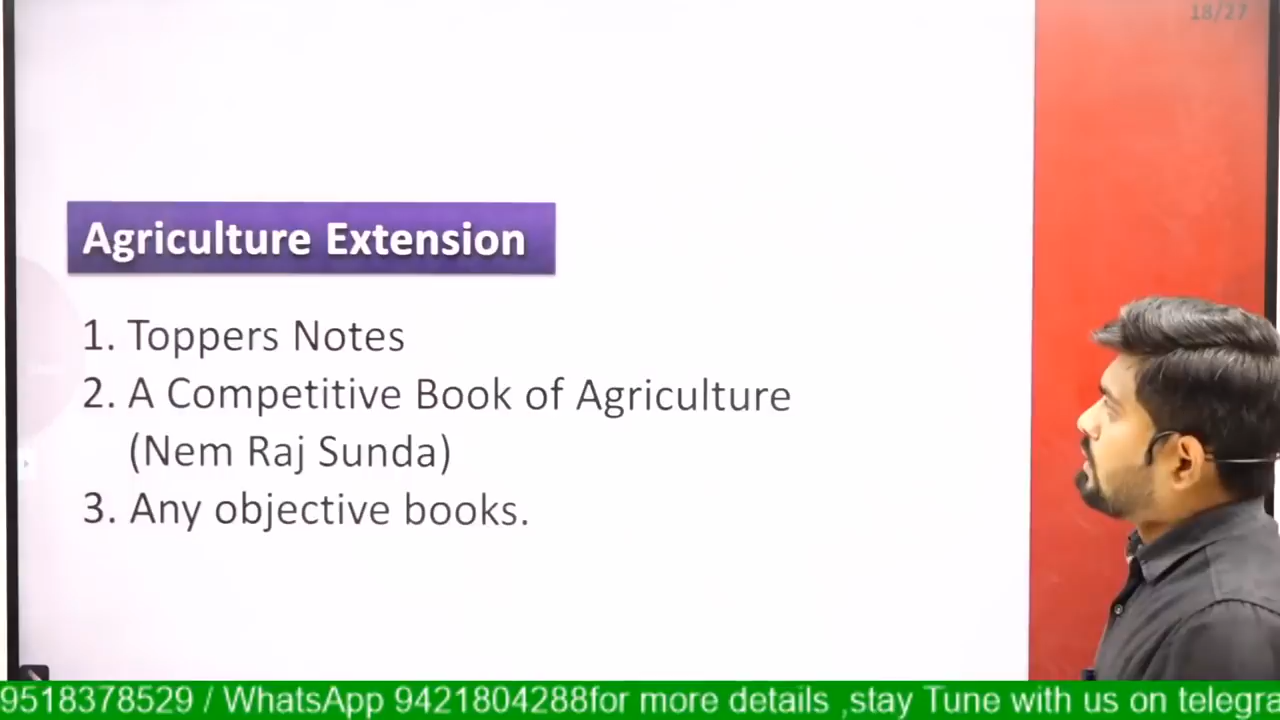 18/27
Agriculture Extension
1. Toppers Notes
2. A Competitive Book of Agriculture
(Nem Raj Sunda)
3. Any objective books.
9518378529 / WhatsApp 9421804288for more details ,stay Tune with us on telegra